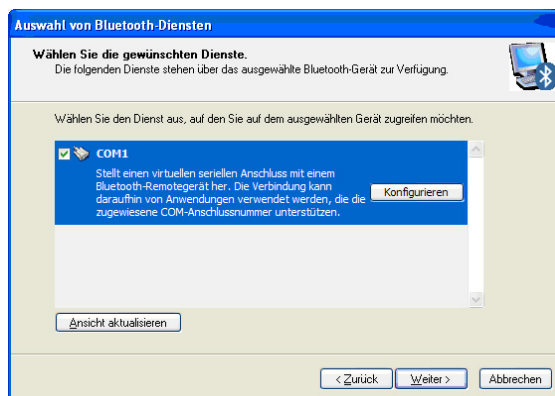 Auswahl von Bluetooth-Diensten
Wählen Sie die gewünschten Dienste.
Die folgenden Dienste stehen über das ausgewählte Bluetooth-Gerät zur Verfügung.
Wählen Sie den Dienst aus, auf den Sie auf dem ausgewählten Gerät zugreifen möchten.
COM1
Stellt einen virtuellen seriellen Anschluss mit einem
Bluetooth-Remotegerät her. Die Verbindung kann
daraufhin von Anwendungen verwendet werden, die die
zugewiesene COM-Anschlussnummer unterstützen.
Konfigurieren
Ansicht aktualisieren
< Zurück
Weiter >
Abbrechen